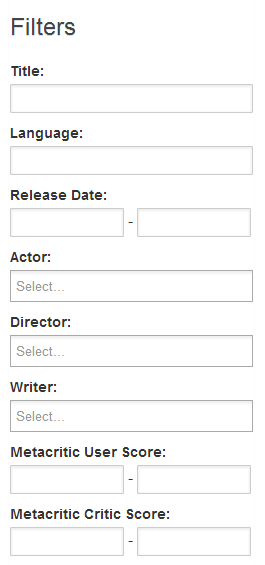 Filters
Title:
Language:
Release Date:
-
Actor:
Select...
Director:
Select...
Writer:
Select...
Metacritic User Score:
-
Metacritic Critic Score:
-